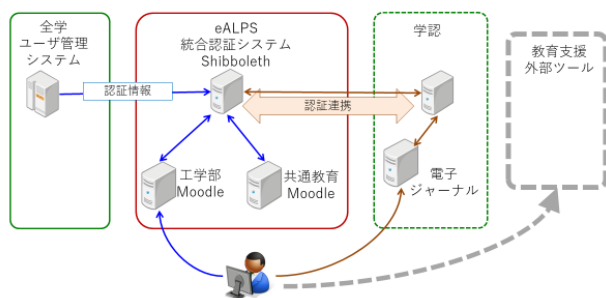 全学
ユーザ管理
システム
eALPS
統合認証システム
Shibboleth
学認
教育支援
外部ツール
認証情報
認証連携
工学部
Moodle
共通教育
Moodle
電子
ジャーナル